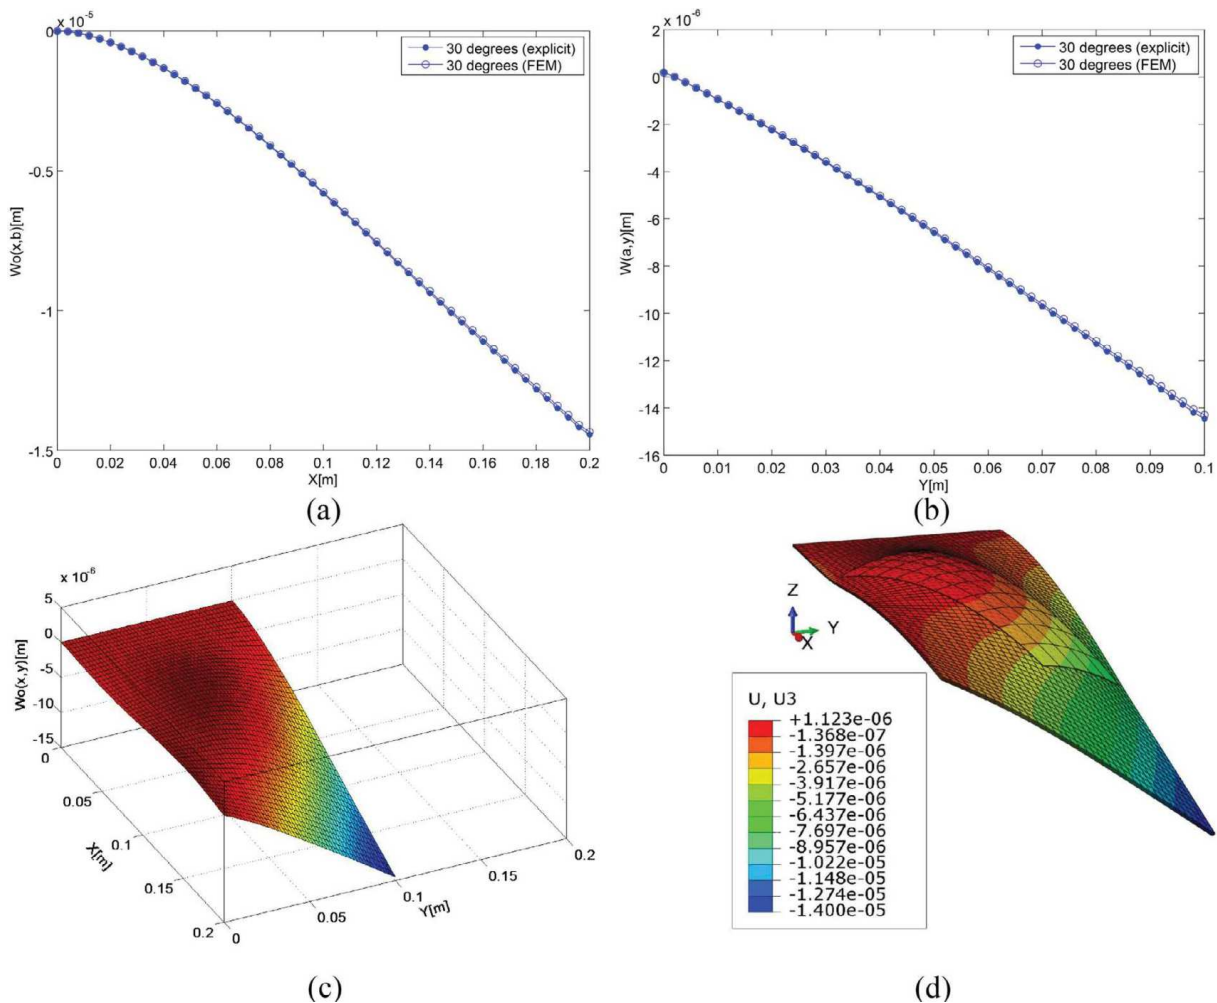 x 10⁻⁵
30 degrees (explicit)
30 degrees (FEM)
0
-0.5
-1
-1.5
Wo(x,b)[m]
0 0.02 0.04 0.06 0.08 0.1 0.12 0.14 0.16 0.18 0.2
X[m]
(a)
x 10⁻⁶
30 degrees (explicit)
30 degrees (FEM)
2
0
-2
-4
-6
-8
-10
-12
-14
-16
W(a,y)[m]
0 0.01 0.02 0.03 0.04 0.05 0.06 0.07 0.08 0.09 0.1
Y[m]
(b)
x 10⁻⁶
5
0
-5
-10
-15
Wo(x,y)[m]
0
0.05
0.1
0.15
0.2
X[m]
0
0.05
0.1
0.15
0.2
Y[m]
(c)
Z
Y
X
U, U3
+1.123e-06
-1.368e-07
-1.397e-06
-2.657e-06
-3.917e-06
-5.177e-06
-6.437e-06
-7.697e-06
-8.957e-06
-1.022e-05
-1.148e-05
-1.274e-05
-1.400e-05
(d)